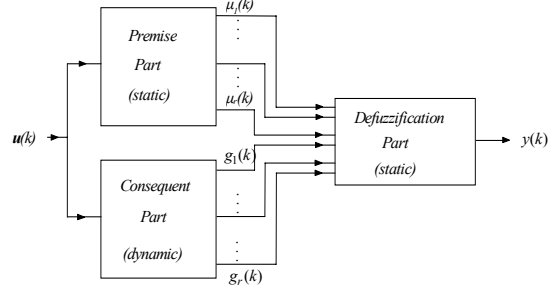 μ₁(k)
Premise
Part
(static)
μᵣ(k)
u(k)
Defuzzification
Part
(static)
y(k)
g₁(k)
Consequent
Part
(dynamic)
gᵣ(k)